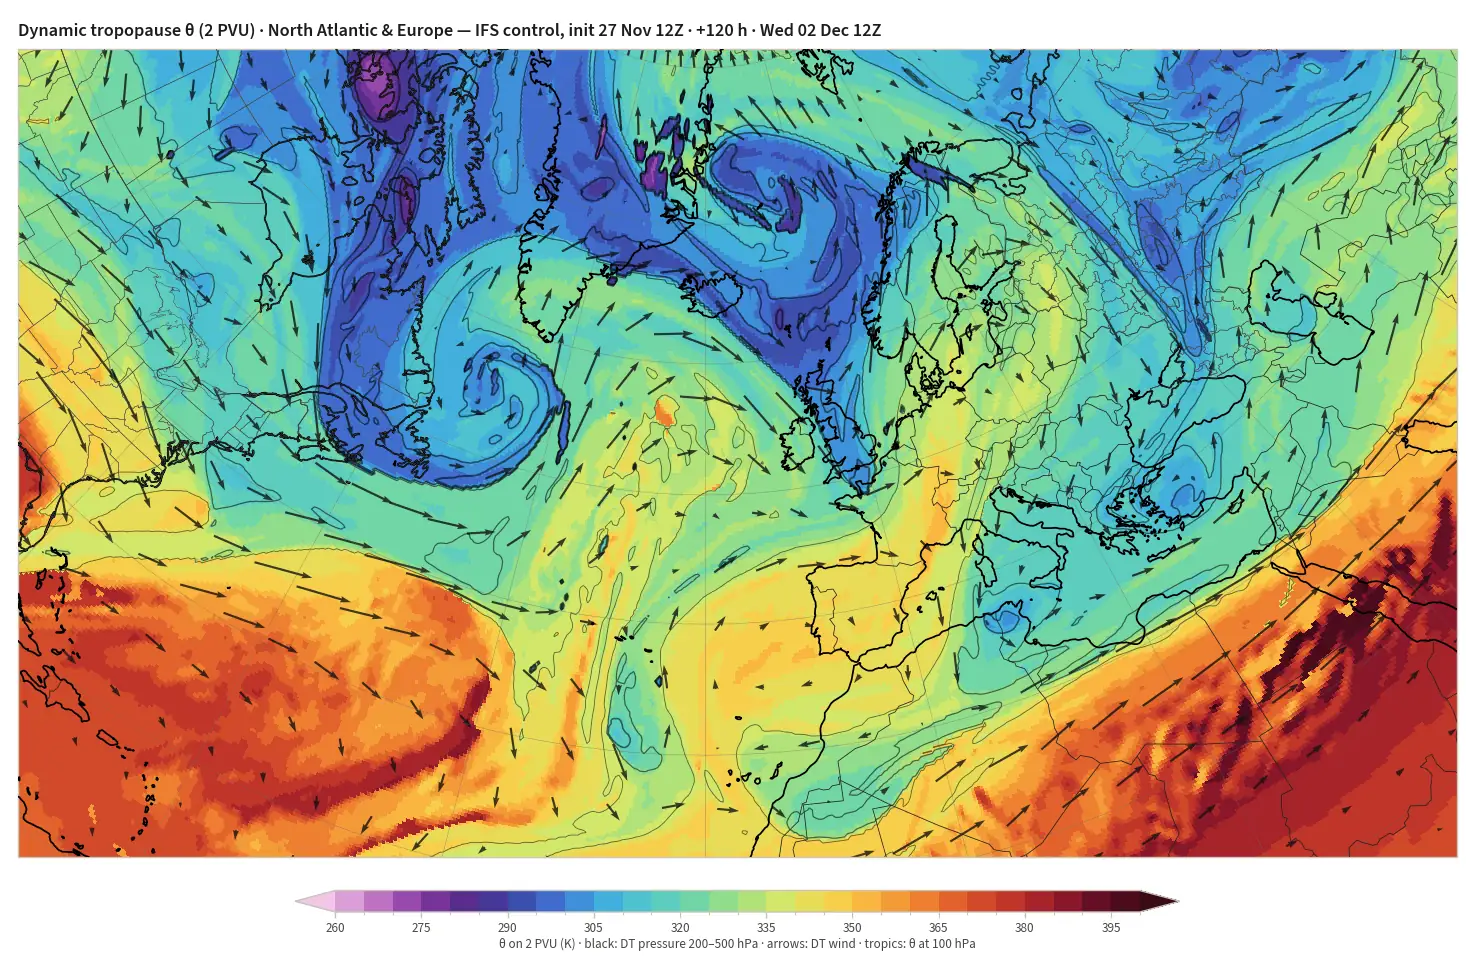 Dynamic tropopause θ (2 PVU) · North Atlantic & Europe — IFS control, init 27 Nov 12Z · +120 h · Wed 02 Dec 12Z
260 275 290 305 320 335 350 365 380 395
θ on 2 PVU (K) · black: DT pressure 200–500 hPa · arrows: DT wind · tropics: θ at 100 hPa